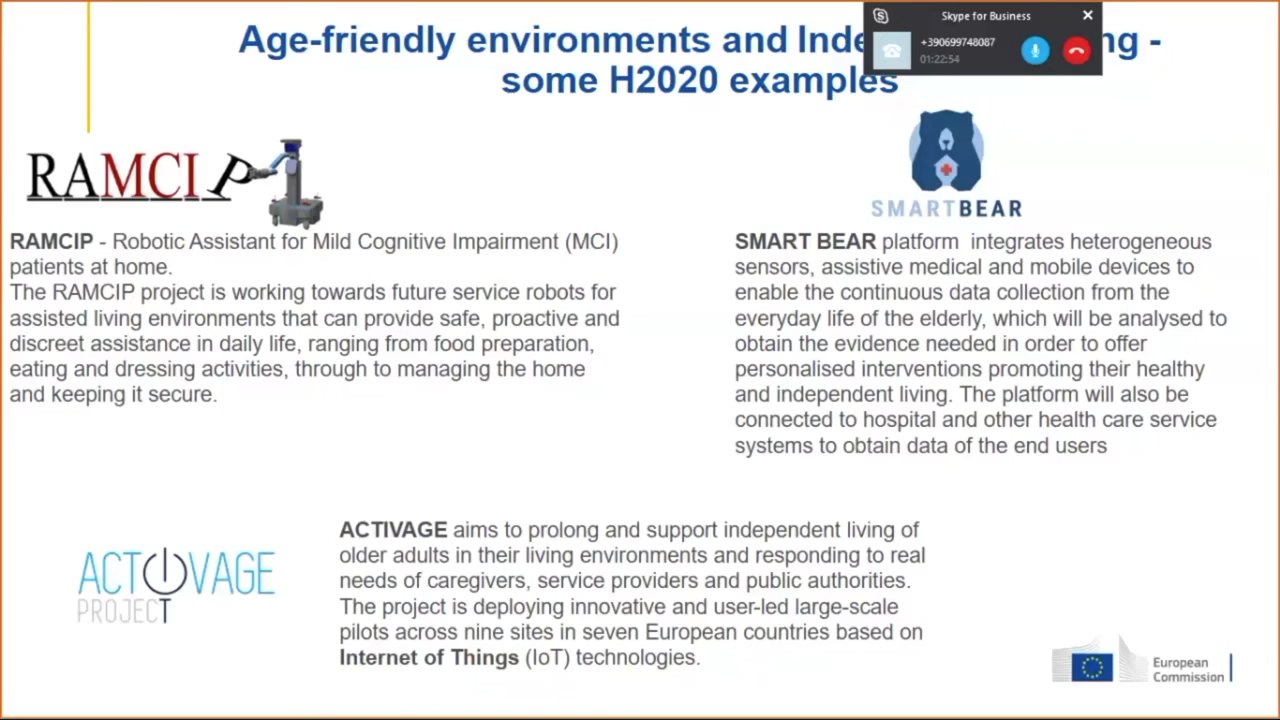 Age-friendly environments and Inde ng -
some H2020 examples
Skype for Business
+390699748087
01:22:54
RAMCIP
RAMCIP - Robotic Assistant for Mild Cognitive Impairment (MCI)
patients at home.
The RAMCIP project is working towards future service robots for
assisted living environments that can provide safe, proactive and
discreet assistance in daily life, ranging from food preparation,
eating and dressing activities, through to managing the home
and keeping it secure.
SMARTBEAR
SMART BEAR platform integrates heterogeneous
sensors, assistive medical and mobile devices to
enable the continuous data collection from the
everyday life of the elderly, which will be analysed to
obtain the evidence needed in order to offer
personalised interventions promoting their healthy
and independent living. The platform will also be
connected to hospital and other health care service
systems to obtain data of the end users
ACTIVAGE
PROJECT
ACTIVAGE aims to prolong and support independent living of
older adults in their living environments and responding to real
needs of caregivers, service providers and public authorities.
The project is deploying innovative and user-led large-scale
pilots across nine sites in seven European countries based on
Internet of Things (IoT) technologies.
European
Commission